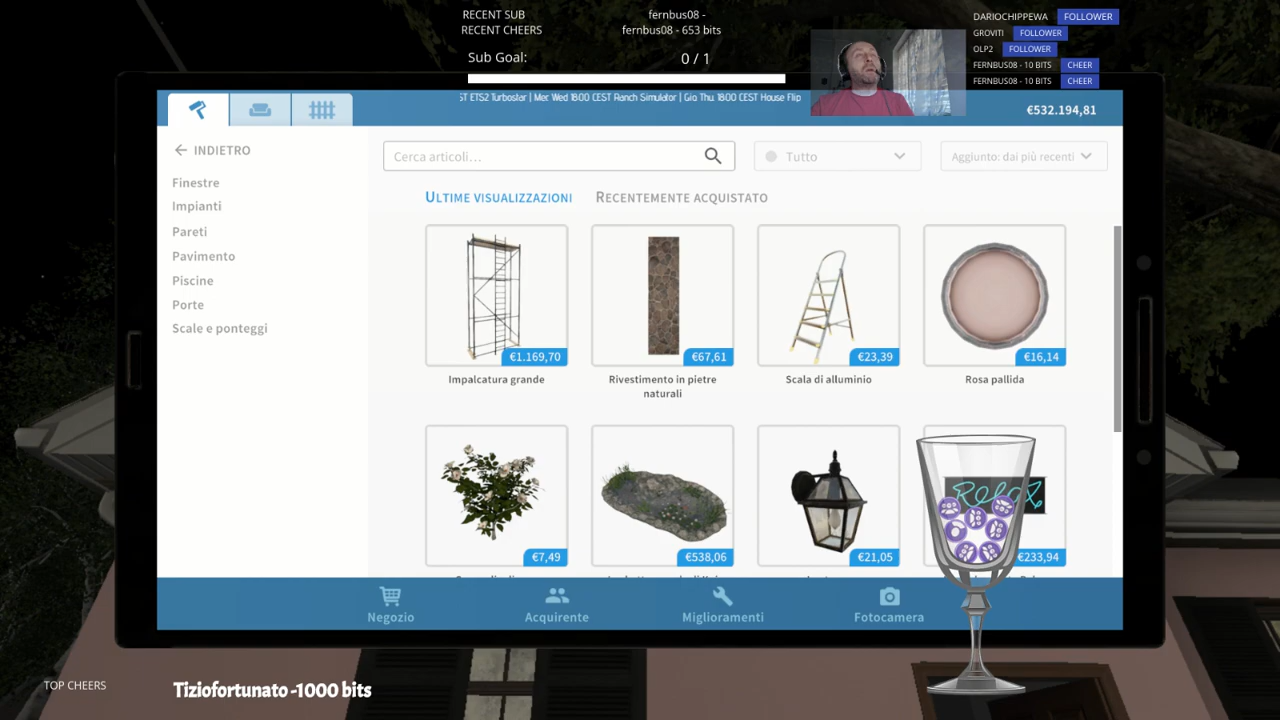 RECENT SUB
fernbus08 -
RECENT CHEERS
fernbus08 - 653 bits
Sub Goal:
0 / 1
DARIOCHIPPEWA FOLLOWER
GROVITI FOLLOWER
OLP2 FOLLOWER
FERNBUS08 - 10 BITS CHEER
FERNBUS08 - 10 BITS CHEER
ST ETS2 Turbostar | Mer. Wed 18:00 CEST Ranch Simulator | Gio Thu. 18:00 CEST House Flip
€532.194,81
INDIETRO
Finestre
Impianti
Pareti
Pavimento
Piscine
Porte
Scale e ponteggi
Cerca articoli...
Tutto
Aggiunto: dai più recenti
ULTIME VISUALIZZAZIONI
RECENTEMENTE ACQUISTATO
€1.169,70
€67,61
€23,39
€16,14
Impalcatura grande
Rivestimento in pietre
naturali
Scala di alluminio
Rosa pallida
Relax
€7,49
€538,06
€21,05
€233,94
Negozio
Acquirente
Miglioramenti
Fotocamera
TOP CHEERS
Tiziofortunato -1000 bits